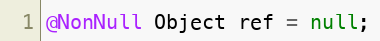 1 @NonNull Object ref = null;